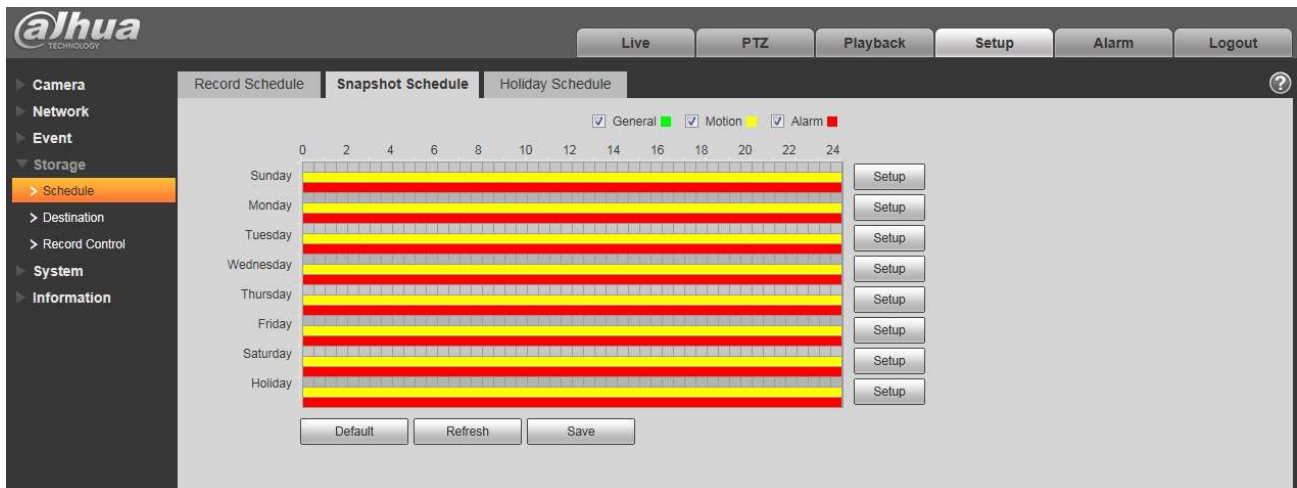 alhua
TECHNOLOGY
Live PTZ Playback Setup Alarm Logout
Camera
Network
Event
Storage
> Schedule
> Destination
> Record Control
System
Information
Record Schedule Snapshot Schedule Holiday Schedule ?
General Motion Alarm
0 2 4 6 8 10 12 14 16 18 20 22 24
Sunday Setup
Monday Setup
Tuesday Setup
Wednesday Setup
Thursday Setup
Friday Setup
Saturday Setup
Holiday Setup
Default Refresh Save